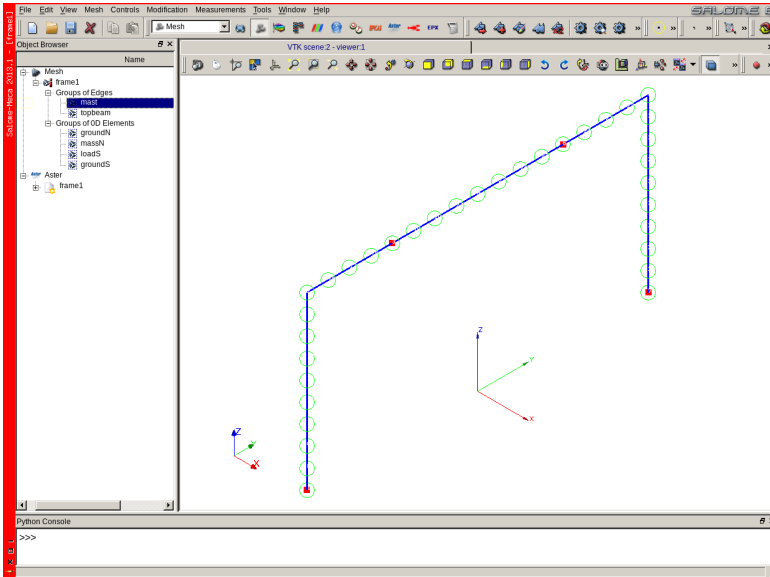 File Edit View Mesh Controls Modification Measurements Tools Window Help
SALOME
Salome-Meca 2013.1 - [frame1]
Mesh
EPX
Object Browser
VTK scene:2 - viewer:1
Name
Mesh
frame1
Groups of Edges
mast
topbeam
Groups of 0D Elements
groundN
massN
loadS
groundS
Aster
frame1
Z
Y
X
Z
Y
X
Python Console
>>>